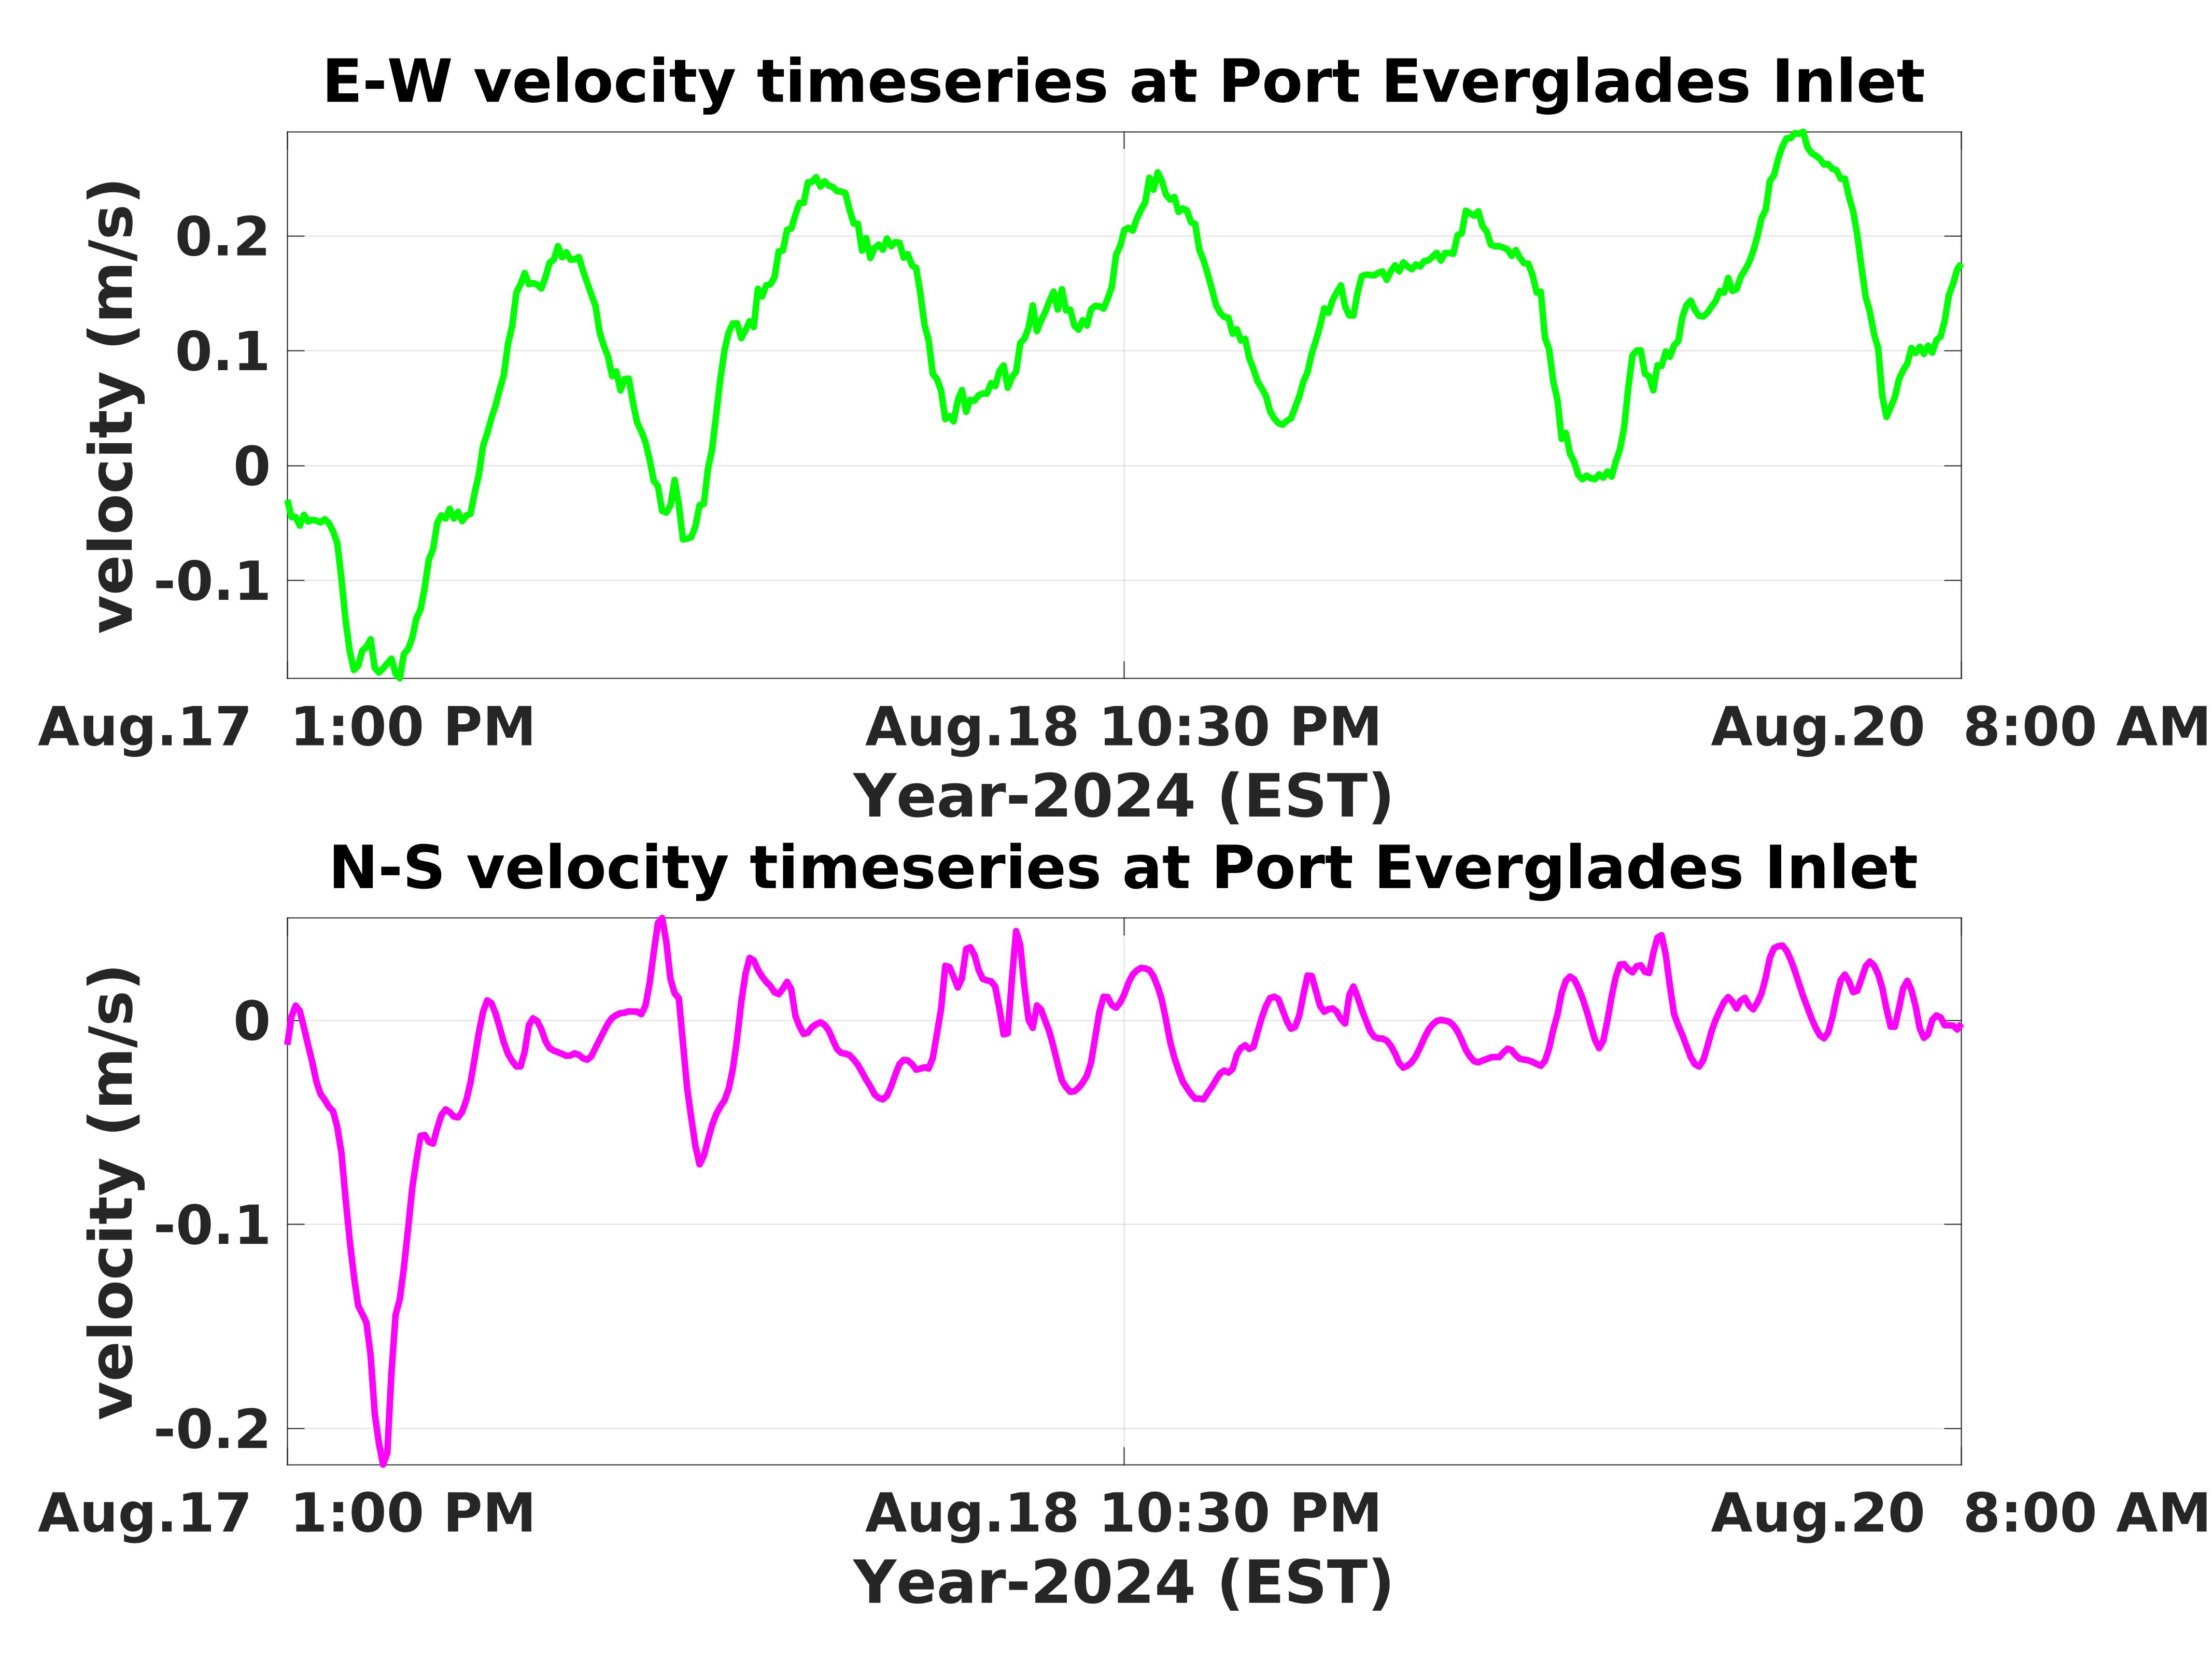 E-W velocity timeseries at Port Everglades Inlet
velocity (m/s)
0.2
0.1
0
-0.1
Aug.17  1:00 PM
Aug.18 10:30 PM
Aug.20  8:00 AM
Year-2024 (EST)
N-S velocity timeseries at Port Everglades Inlet
velocity (m/s)
0
-0.1
-0.2
Aug.17  1:00 PM
Aug.18 10:30 PM
Aug.20  8:00 AM
Year-2024 (EST)